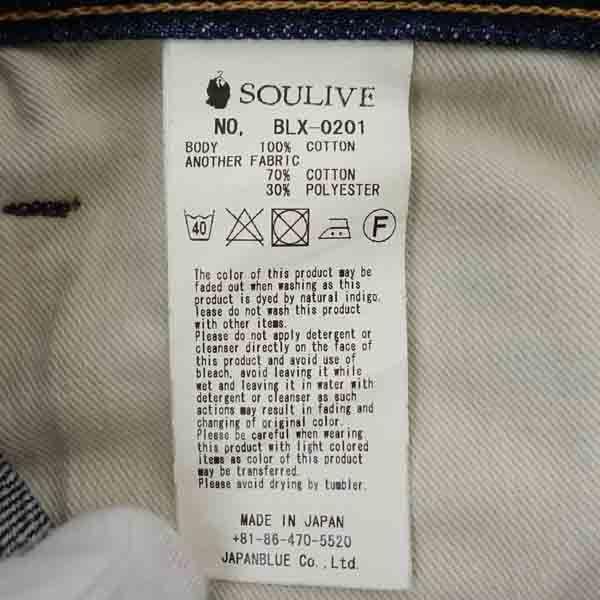 SOULIVE
NO. BLX-0201
BODY 100% COTTON
ANOTHER FABRIC
70% COTTON
30% POLYESTER
40 F
The color of this product may be
faded out when washing as this
product is dyed by natural indigo.
lease do not wash this product
with other items.
Please do not apply detergent or
cleanser directly on the face of
this product and avoid use of
bleach, avoid leaving it while
wet and leaving it in water with
detergent or cleanser as such
actions may result in fading and
changing of original color.
Please be careful when wearing
this product with light colored
items as color of this product
may be transferred.
Please avoid drying by tumbler.
MADE IN JAPAN
+81-86-470-5520
JAPANBLUE Co.,Ltd.